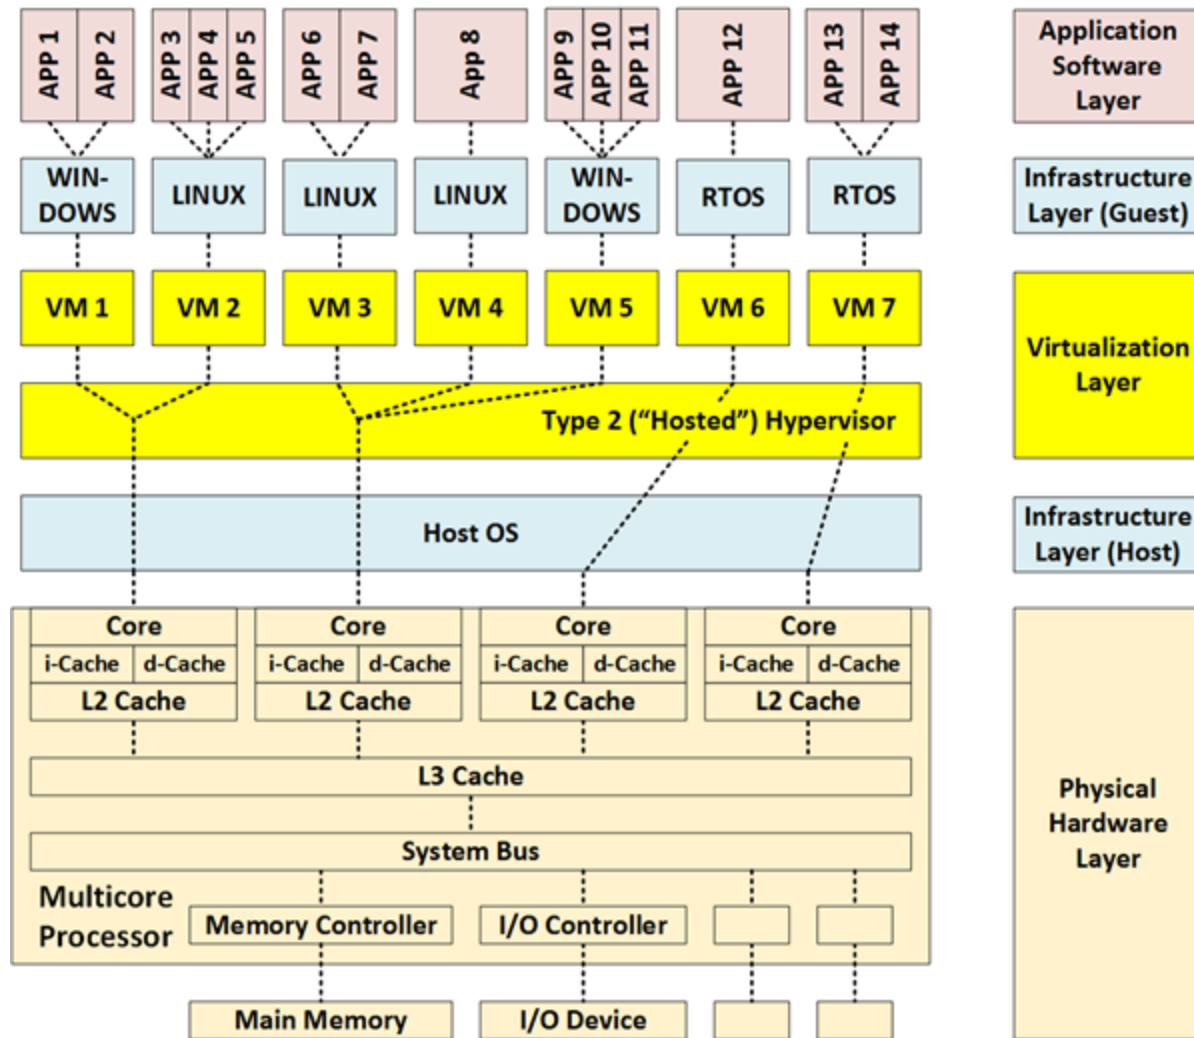 APP 1
APP 2
APP 3
APP 4
APP 5
APP 6
APP 7
App 8
APP 9
APP 10
APP 11
APP 12
APP 13
APP 14
Application
Software
Layer
WIN-
DOWS
LINUX
LINUX
LINUX
WIN-
DOWS
RTOS
RTOS
Infrastructure
Layer (Guest)
VM 1
VM 2
VM 3
VM 4
VM 5
VM 6
VM 7
Virtualization
Layer
Type 2 (“Hosted”) Hypervisor
Host OS
Infrastructure
Layer (Host)
Core
Core
Core
Core
i-Cache
d-Cache
i-Cache
d-Cache
i-Cache
d-Cache
i-Cache
d-Cache
L2 Cache
L2 Cache
L2 Cache
L2 Cache
L3 Cache
System Bus
Physical
Hardware
Layer
Multicore
Processor
Memory Controller
I/O Controller
Main Memory
I/O Device